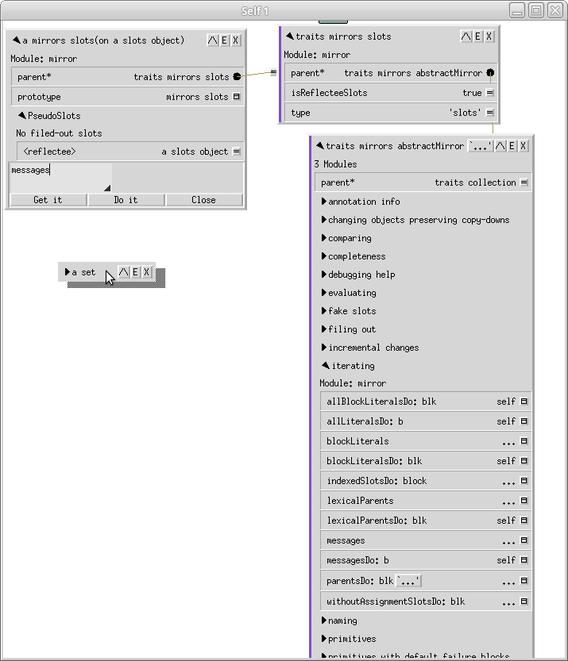 Self 1
a mirrors slots(on a slots object) E X
Module: mirror
parent* traits mirrors slots
prototype mirrors slots
PseudoSlots
No filed-out slots
<reflectee> a slots object =
messages
Get it Do it Close
a set E X
traits mirrors slots E X
Module: mirror
parent* traits mirrors abstractMirror
isReflecteeSlots true =
type 'slots' =
traits mirrors abstractMirror `...' E X
3 Modules
parent* traits collection =
annotation info
changing objects preserving copy-downs
comparing
completeness
debugging help
evaluating
fake slots
filing out
incremental changes
iterating
Module: mirror
allBlockLiteralsDo: blk self
allLiteralsDo: b self
blockLiterals ...
blockLiteralsDo: blk self
indexedSlotsDo: block ...
lexicalParents ...
lexicalParentsDo: blk self
messages ...
messagesDo: b self
parentsDo: blk `...' ...
withoutAssignmentSlotsDo: blk ...
naming
primitives
primitives with default failure blocks